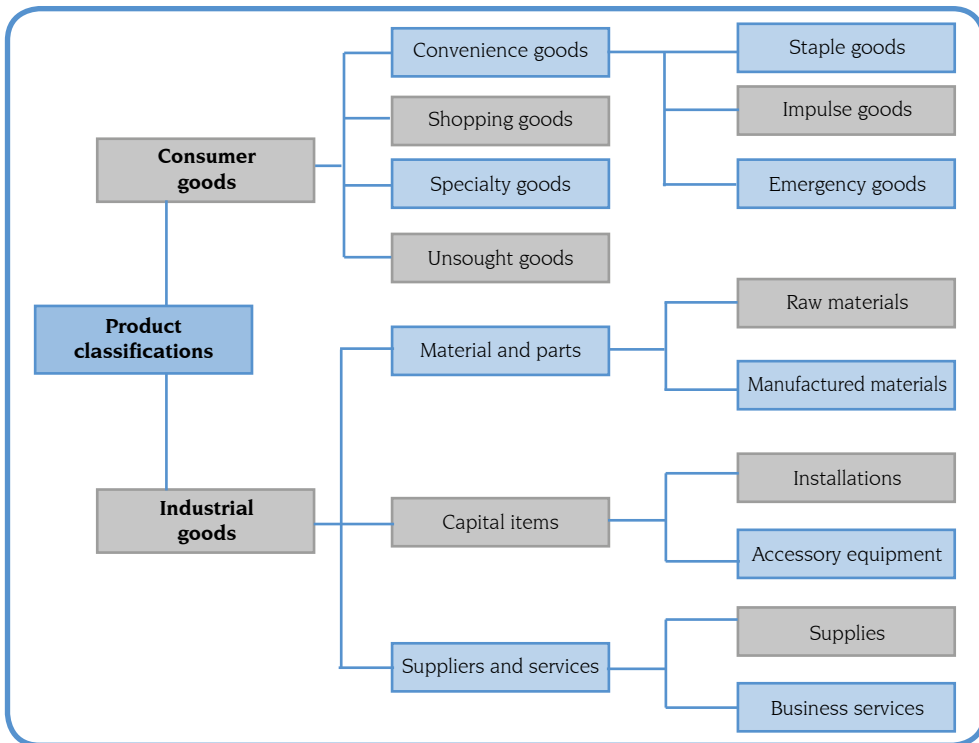 Convenience goods
Staple goods
Impulse goods
Shopping goods
Consumer
goods
Specialty goods
Emergency goods
Unsought goods
Raw materials
Product
classifications
Material and parts
Manufactured materials
Installations
Industrial
goods
Capital items
Accessory equipment
Supplies
Suppliers and services
Business services